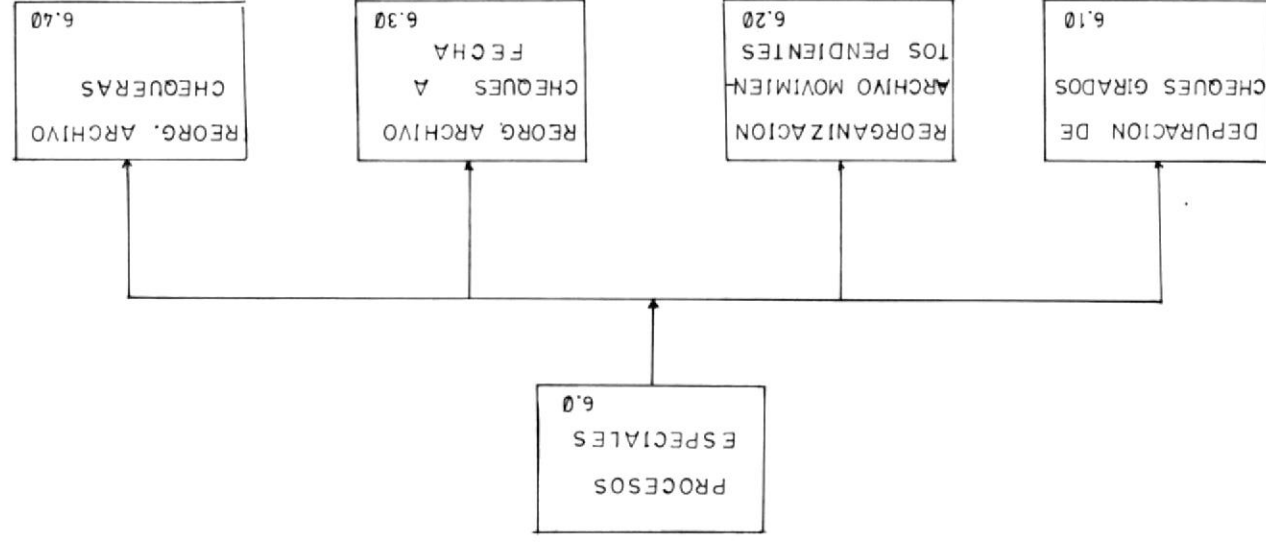 PROCESOS
ESPECIALES
6.0
DEPURACION DE
CHEQUES GIRADOS
6.10
REORGANIZACION
ARCHIVO MOVIMIEN-
TOS PENDIENTES
6.20
REORG. ARCHIVO
CHEQUES A
FECHA
6.30
REORG. ARCHIVO
CHEQUERAS
6.40